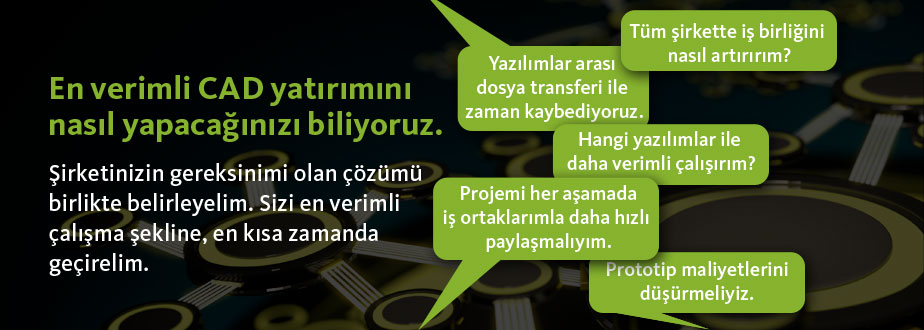 En verimli CAD yatırımını
nasıl yapacağınızı biliyoruz.
Şirketinizin gereksinimi olan çözümü
birlikte belirleyelim. Sizi en verimli
çalışma şekline, en kısa zamanda
geçirelim.
Tüm şirkette iş birliğini
nasıl artırırım?
Yazılımlar arası
dosya transferi ile
zaman kaybediyoruz.
Hangi yazılımlar ile
daha verimli çalışırım?
Projemi her aşamada
iş ortaklarımla daha hızlı
paylaşmalıyım.
Prototip maliyetlerini
düşürmeliyiz.